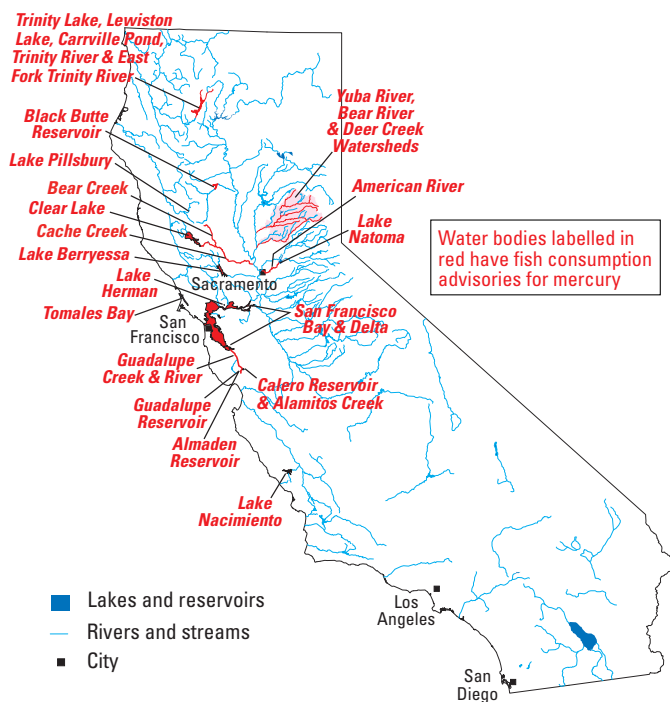 Trinity Lake, Lewiston
Lake, Carrville Pond,
Trinity River & East
Fork Trinity River
Black Butte
Reservoir
Lake Pillsbury
Bear Creek
Clear Lake
Cache Creek
Lake Berryessa
Lake
Herman
Tomales Bay
San
Francisco
Sacramento
Yuba River,
Bear River
& Deer Creek
Watersheds
American River
Lake
Natoma
Water bodies labelled in
red have fish consumption
advisories for mercury
San Francisco
Bay & Delta
Guadalupe
Creek & River
Calero Reservoir
& Alamitos Creek
Guadalupe
Reservoir
Almaden
Reservoir
Lake
Nacimiento
Los
Angeles
San
Diego
Lakes and reservoirs
Rivers and streams
City